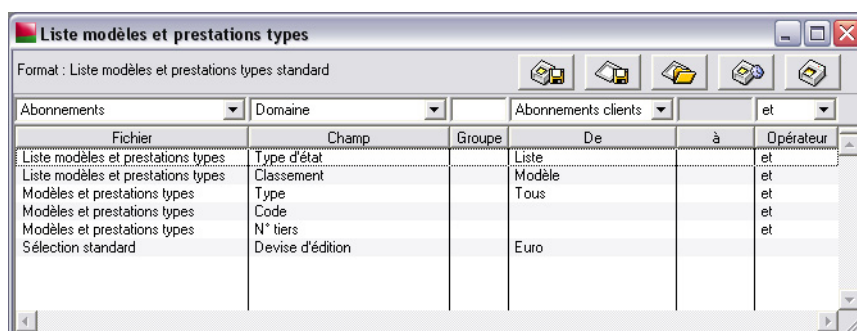 Liste modèles et prestations types
Format : Liste modèles et prestations types standard
Abonnements Domaine Abonnements clients et
Fichier Champ Groupe De à Opérateur
Liste modèles et prestations types Type d'état Liste et
Liste modèles et prestations types Classement Modèle et
Modèles et prestations types Type Tous et
Modèles et prestations types Code et
Modèles et prestations types N° tiers et
Sélection standard Devise d'édition Euro